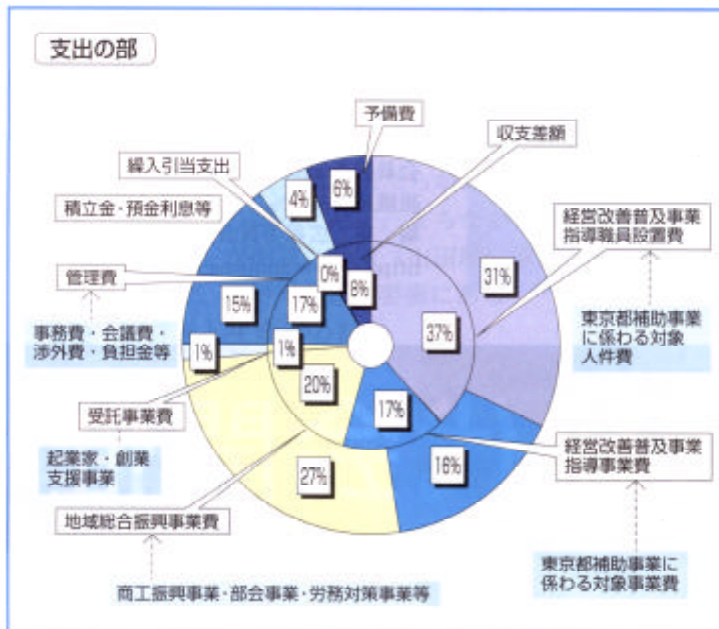 支出の部
予備費
収支差額
繰入引当支出
積立金・預金利息等
経営改善普及事業
指導職員設置費
管理費
事務費・会議費・
渉外費・負担金等
東京都補助事業
に係わる対象
人件費
受託事業費
起業家・創業
支援事業
経営改善普及事業
指導事業費
地域総合振興事業費
東京都補助事業に
係わる対象事業費
商工振興事業・部会事業・労務対策事業等
6%
4%
31%
0%
8%
15%
17%
37%
1%
1%
20%
17%
16%
27%